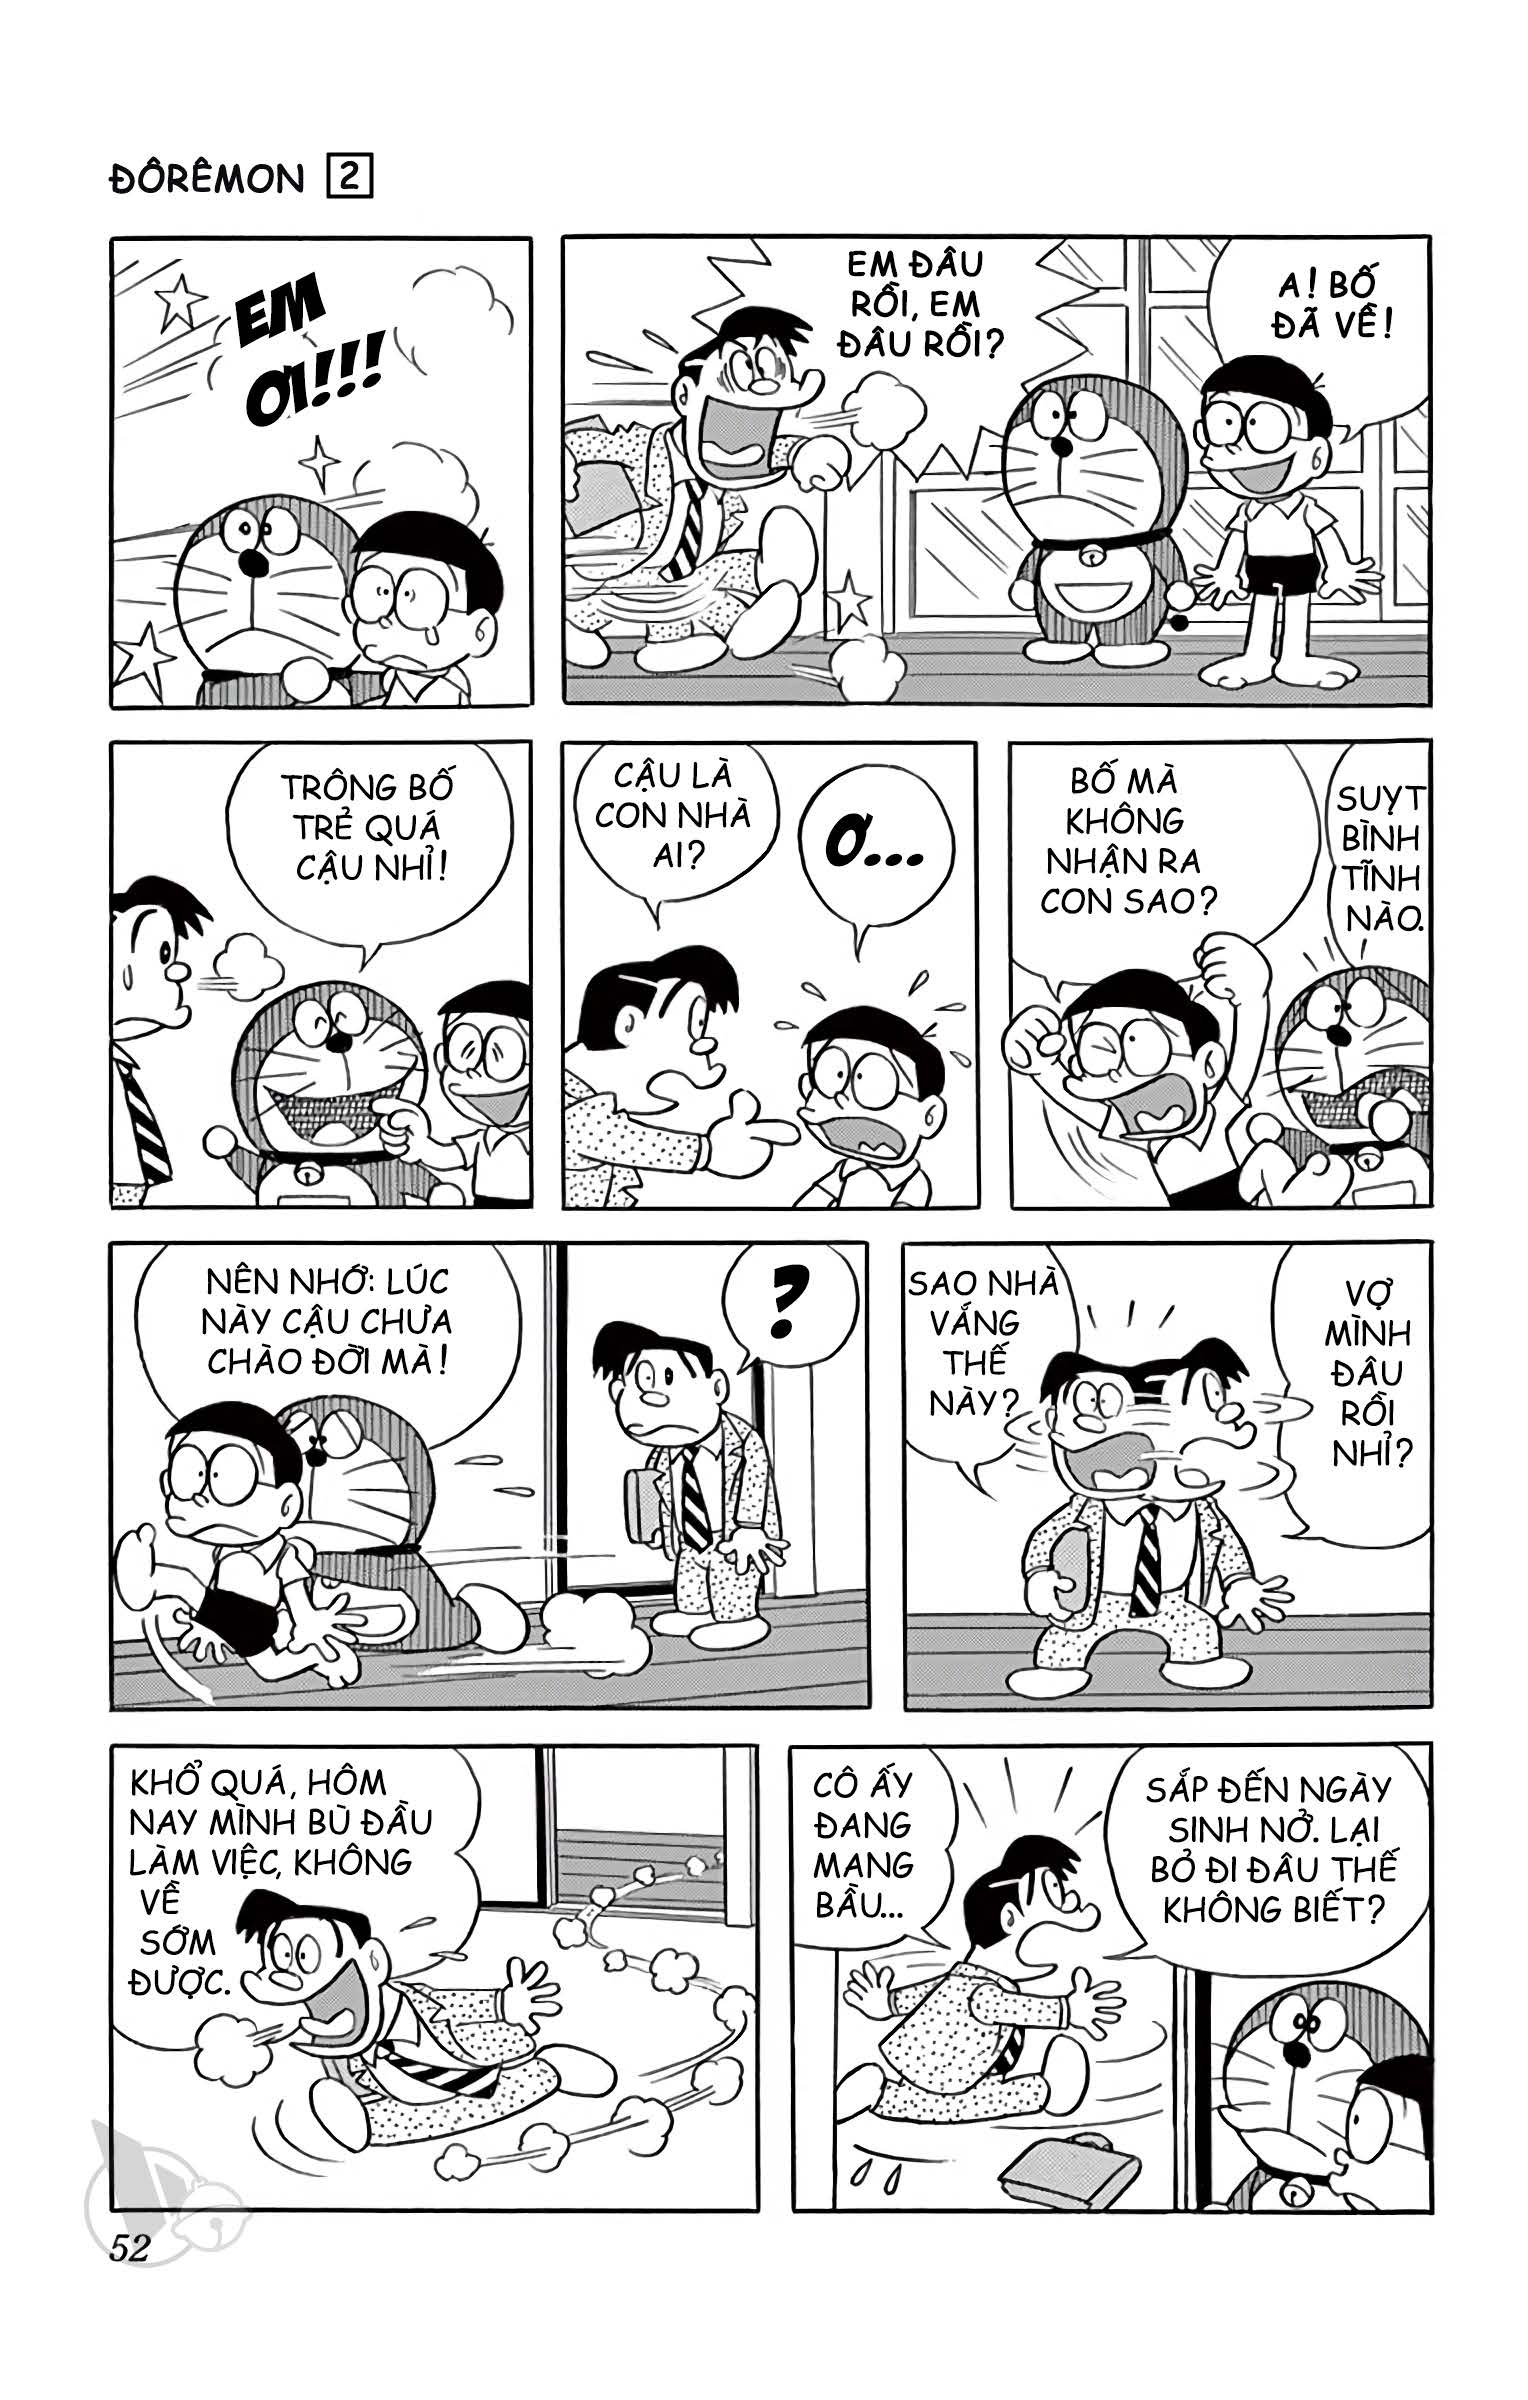 ĐÔRÊMON 2
EM
ƠI!!!
EM ĐÂU
RỒI, EM
ĐÂU RỒI?
A! BỐ
ĐÃ VỀ!
TRÔNG BỐ
TRẺ QUÁ
CẬU NHỈ!
CẬU LÀ
CON NHÀ
AI?
Ơ...
BỐ MÀ
KHÔNG
NHẬN RA
CON SAO?
SUỴT
BÌNH
TĨNH
NÀO.
NÊN NHỚ: LÚC
NÀY CẬU CHƯA
CHÀO ĐỜI MÀ!
?
SAO NHÀ
VẮNG
THẾ
NÀY?
VỢ
MÌNH
ĐÂU
RỒI
NHỈ?
KHỔ QUÁ, HÔM
NAY MÌNH BÙ ĐẦU
LÀM VIỆC, KHÔNG
VỀ
SỚM
ĐƯỢC.
CÔ ẤY
ĐANG
MANG
BẦU...
SẮP ĐẾN NGÀY
SINH NỞ. LẠI
BỎ ĐI ĐÂU THẾ
KHÔNG BIẾT?
52